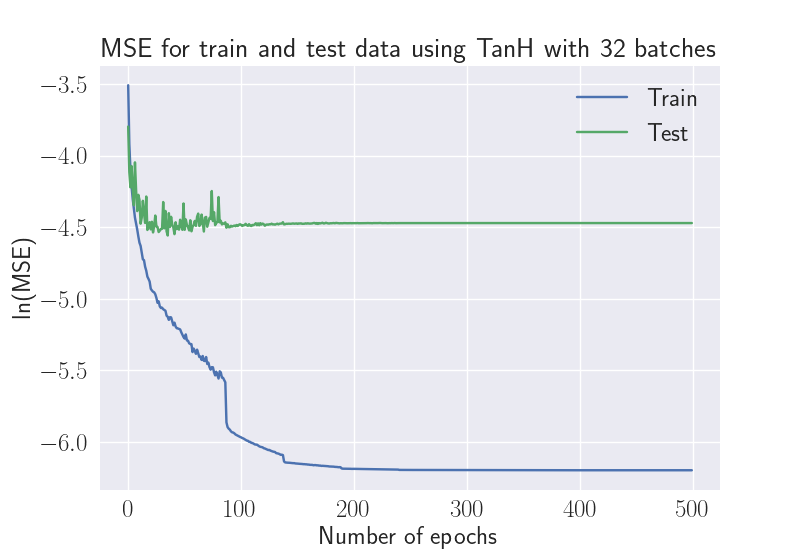 MSE for train and test data using TanH with 32 batches
Train
Test
ln(MSE)
−3.5
−4.0
−4.5
−5.0
−5.5
−6.0
0
100
200
300
400
500
Number of epochs